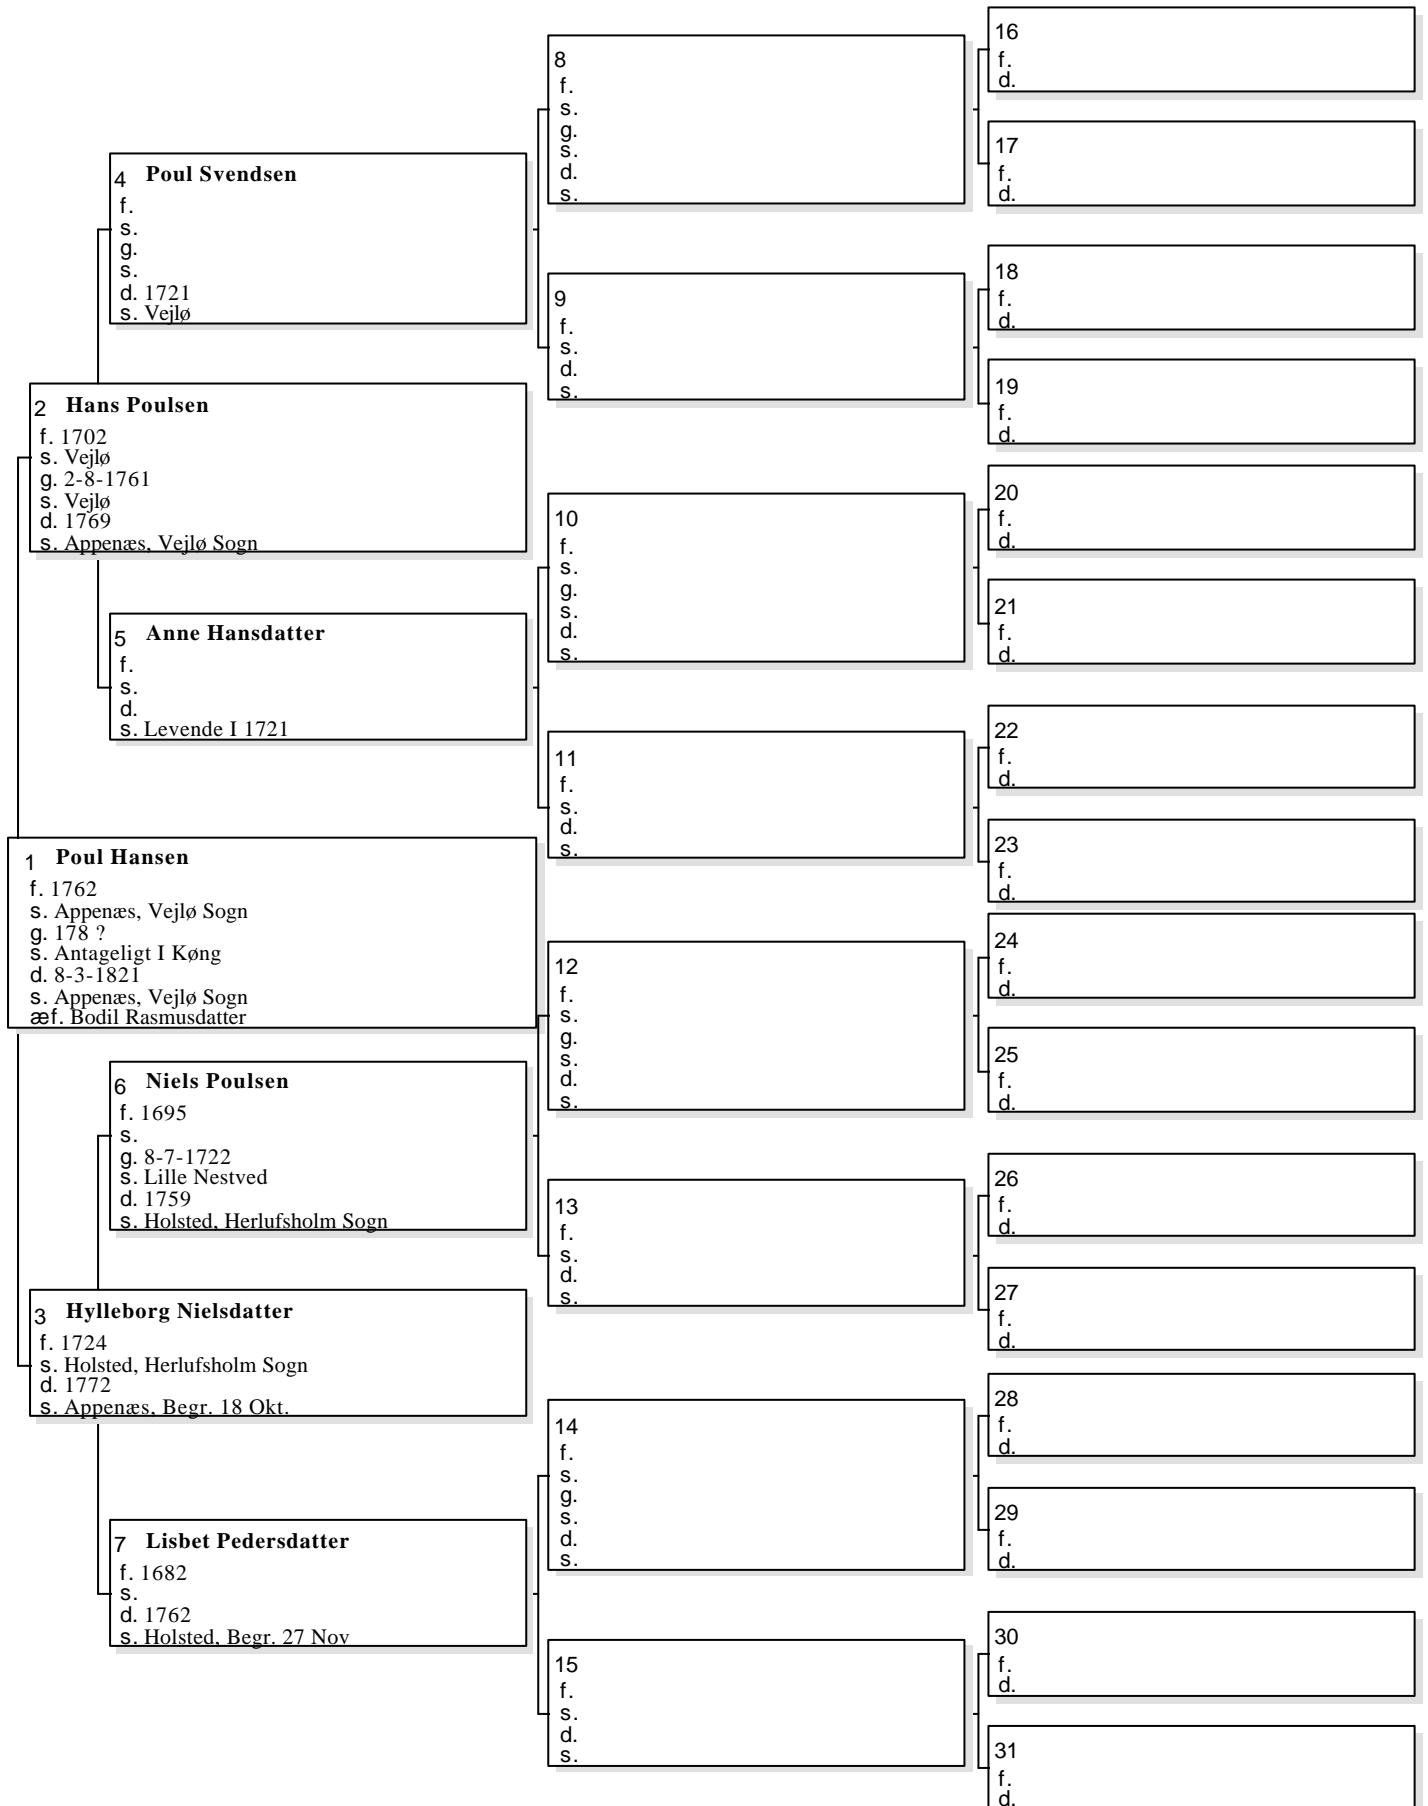 4 Poul Svendsen
f.
s.
g.
s.
d. 1721
s. Vejlø
2 Hans Poulsen
f. 1702
s. Vejlø
g. 2-8-1761
s. Vejlø
d. 1769
s. Appenæs, Vejlø Sogn
5 Anne Hansdatter
f.
s.
d.
s. Levende I 1721
1 Poul Hansen
f. 1762
s. Appenæs, Vejlø Sogn
g. 178 ?
s. Antageligt I Køng
d. 8-3-1821
s. Appenæs, Vejlø Sogn
æf. Bodil Rasmusdatter
6 Niels Poulsen
f. 1695
s.
g. 8-7-1722
s. Lille Nestved
d. 1759
s. Holsted, Herlufsholm Sogn
3 Hylleborg Nielsdatter
f. 1724
s. Holsted, Herlufsholm Sogn
d. 1772
s. Appenæs, Begr. 18 Okt.
7 Lisbet Pedersdatter
f. 1682
s.
d. 1762
s. Holsted, Begr. 27 Nov
8
f.
s.
g.
s.
d.
s.
9
f.
s.
d.
s.
10
f.
s.
g.
s.
d.
s.
11
f.
s.
d.
s.
12
f.
s.
g.
s.
d.
s.
13
f.
s.
d.
s.
14
f.
s.
g.
s.
d.
s.
15
f.
s.
d.
s.
16
f.
d.
17
f.
d.
18
f.
d.
19
f.
d.
20
f.
d.
21
f.
d.
22
f.
d.
23
f.
d.
24
f.
d.
25
f.
d.
26
f.
d.
27
f.
d.
28
f.
d.
29
f.
d.
30
f.
d.
31
f.
d.